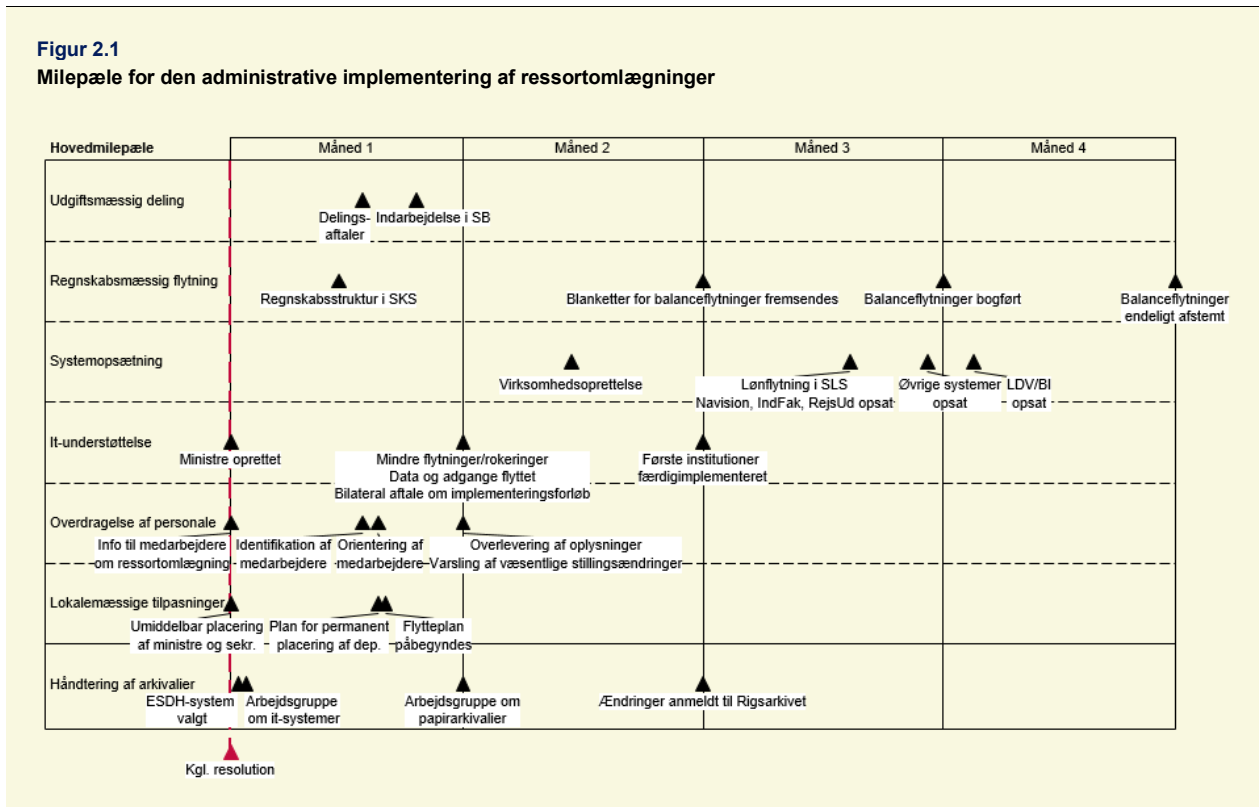 Figur 2.1
Milepæle for den administrative implementering af ressortomlægninger
Hovedmilepæle
Måned 1
Måned 2
Måned 3
Måned 4
Udgiftsmæssig deling
Delings-
aftaler
Indarbejdelse i SB
Regnskabsmæssig flytning
Regnskabsstruktur i SKS
Blanketter for balanceflytninger fremsendes
Balanceflytninger bogført
Balanceflytninger
endeligt afstemt
Systemopsætning
Virksomhedsoprettelse
Lønflytning i SLS
Navision, IndFak, RejsUd opsat
Øvrige systemer
opsat
LDV/BI
opsat
It-understøttelse
Ministre oprettet
Mindre flytninger/rokeringer
Data og adgange flyttet
Bilateral aftale om implementeringsforløb
Første institutioner
færdigimplementeret
Overdragelse af personale
Info til medarbejdere
om ressortomlægning
Identifikation af
medarbejdere
Orientering af
medarbejdere
Overlevering af oplysninger
Varsling af væsentlige stillingsændringer
Lokalemæssige tilpasninger
Umiddelbar placering
af ministre og sekr.
Plan for permanent
placering af dep.
Flytteplan
påbegyndes
Håndtering af arkivalier
ESDH-system
valgt
Arbejdsgruppe
om it-systemer
Arbejdsgruppe om
papirarkivalier
Ændringer anmeldt til Rigsarkivet
Kgl. resolution